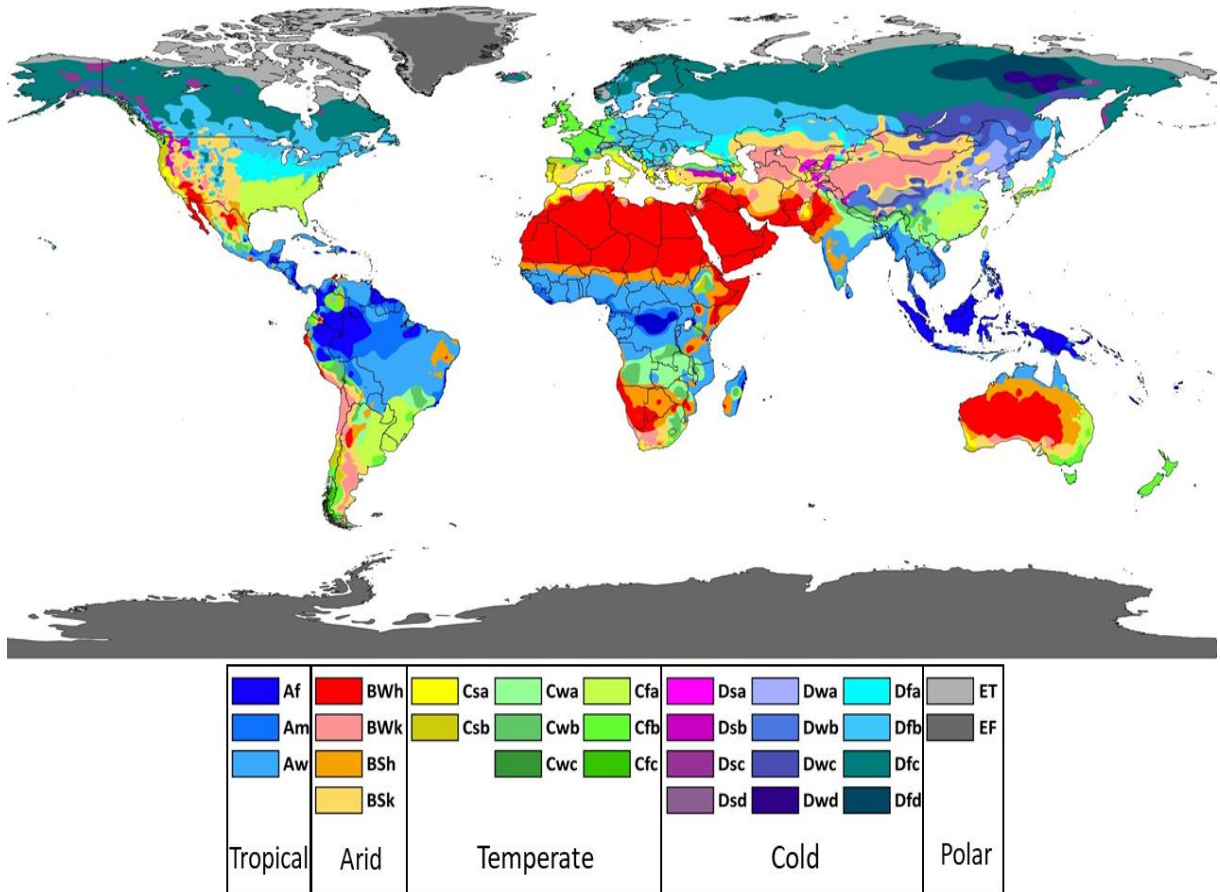 Af BWh Csa Cwa Cfa Dsa Dwa Dfa ET
Am BWk Csb Cwb Cfb Dsb Dwb Dfb EF
Aw BSh Cwc Cfc Dsc Dwc Dfc
BSk Dsd Dwd Dfd
Tropical Arid Temperate Cold Polar